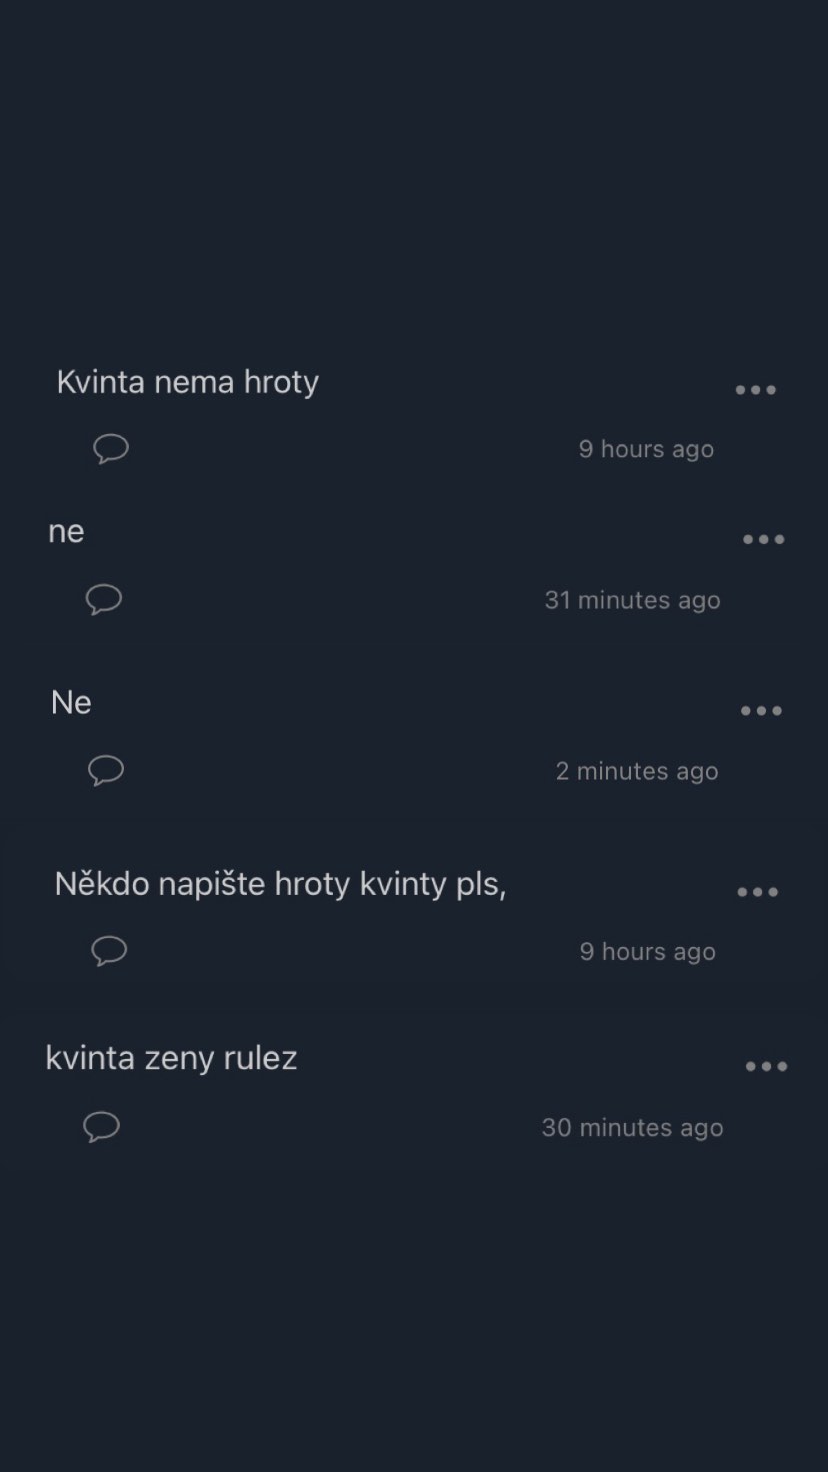 Kvinta nema hroty
9 hours ago
ne
31 minutes ago
Ne
2 minutes ago
Někdo napište hroty kvinty pls,
9 hours ago
kvinta zeny rulez
30 minutes ago